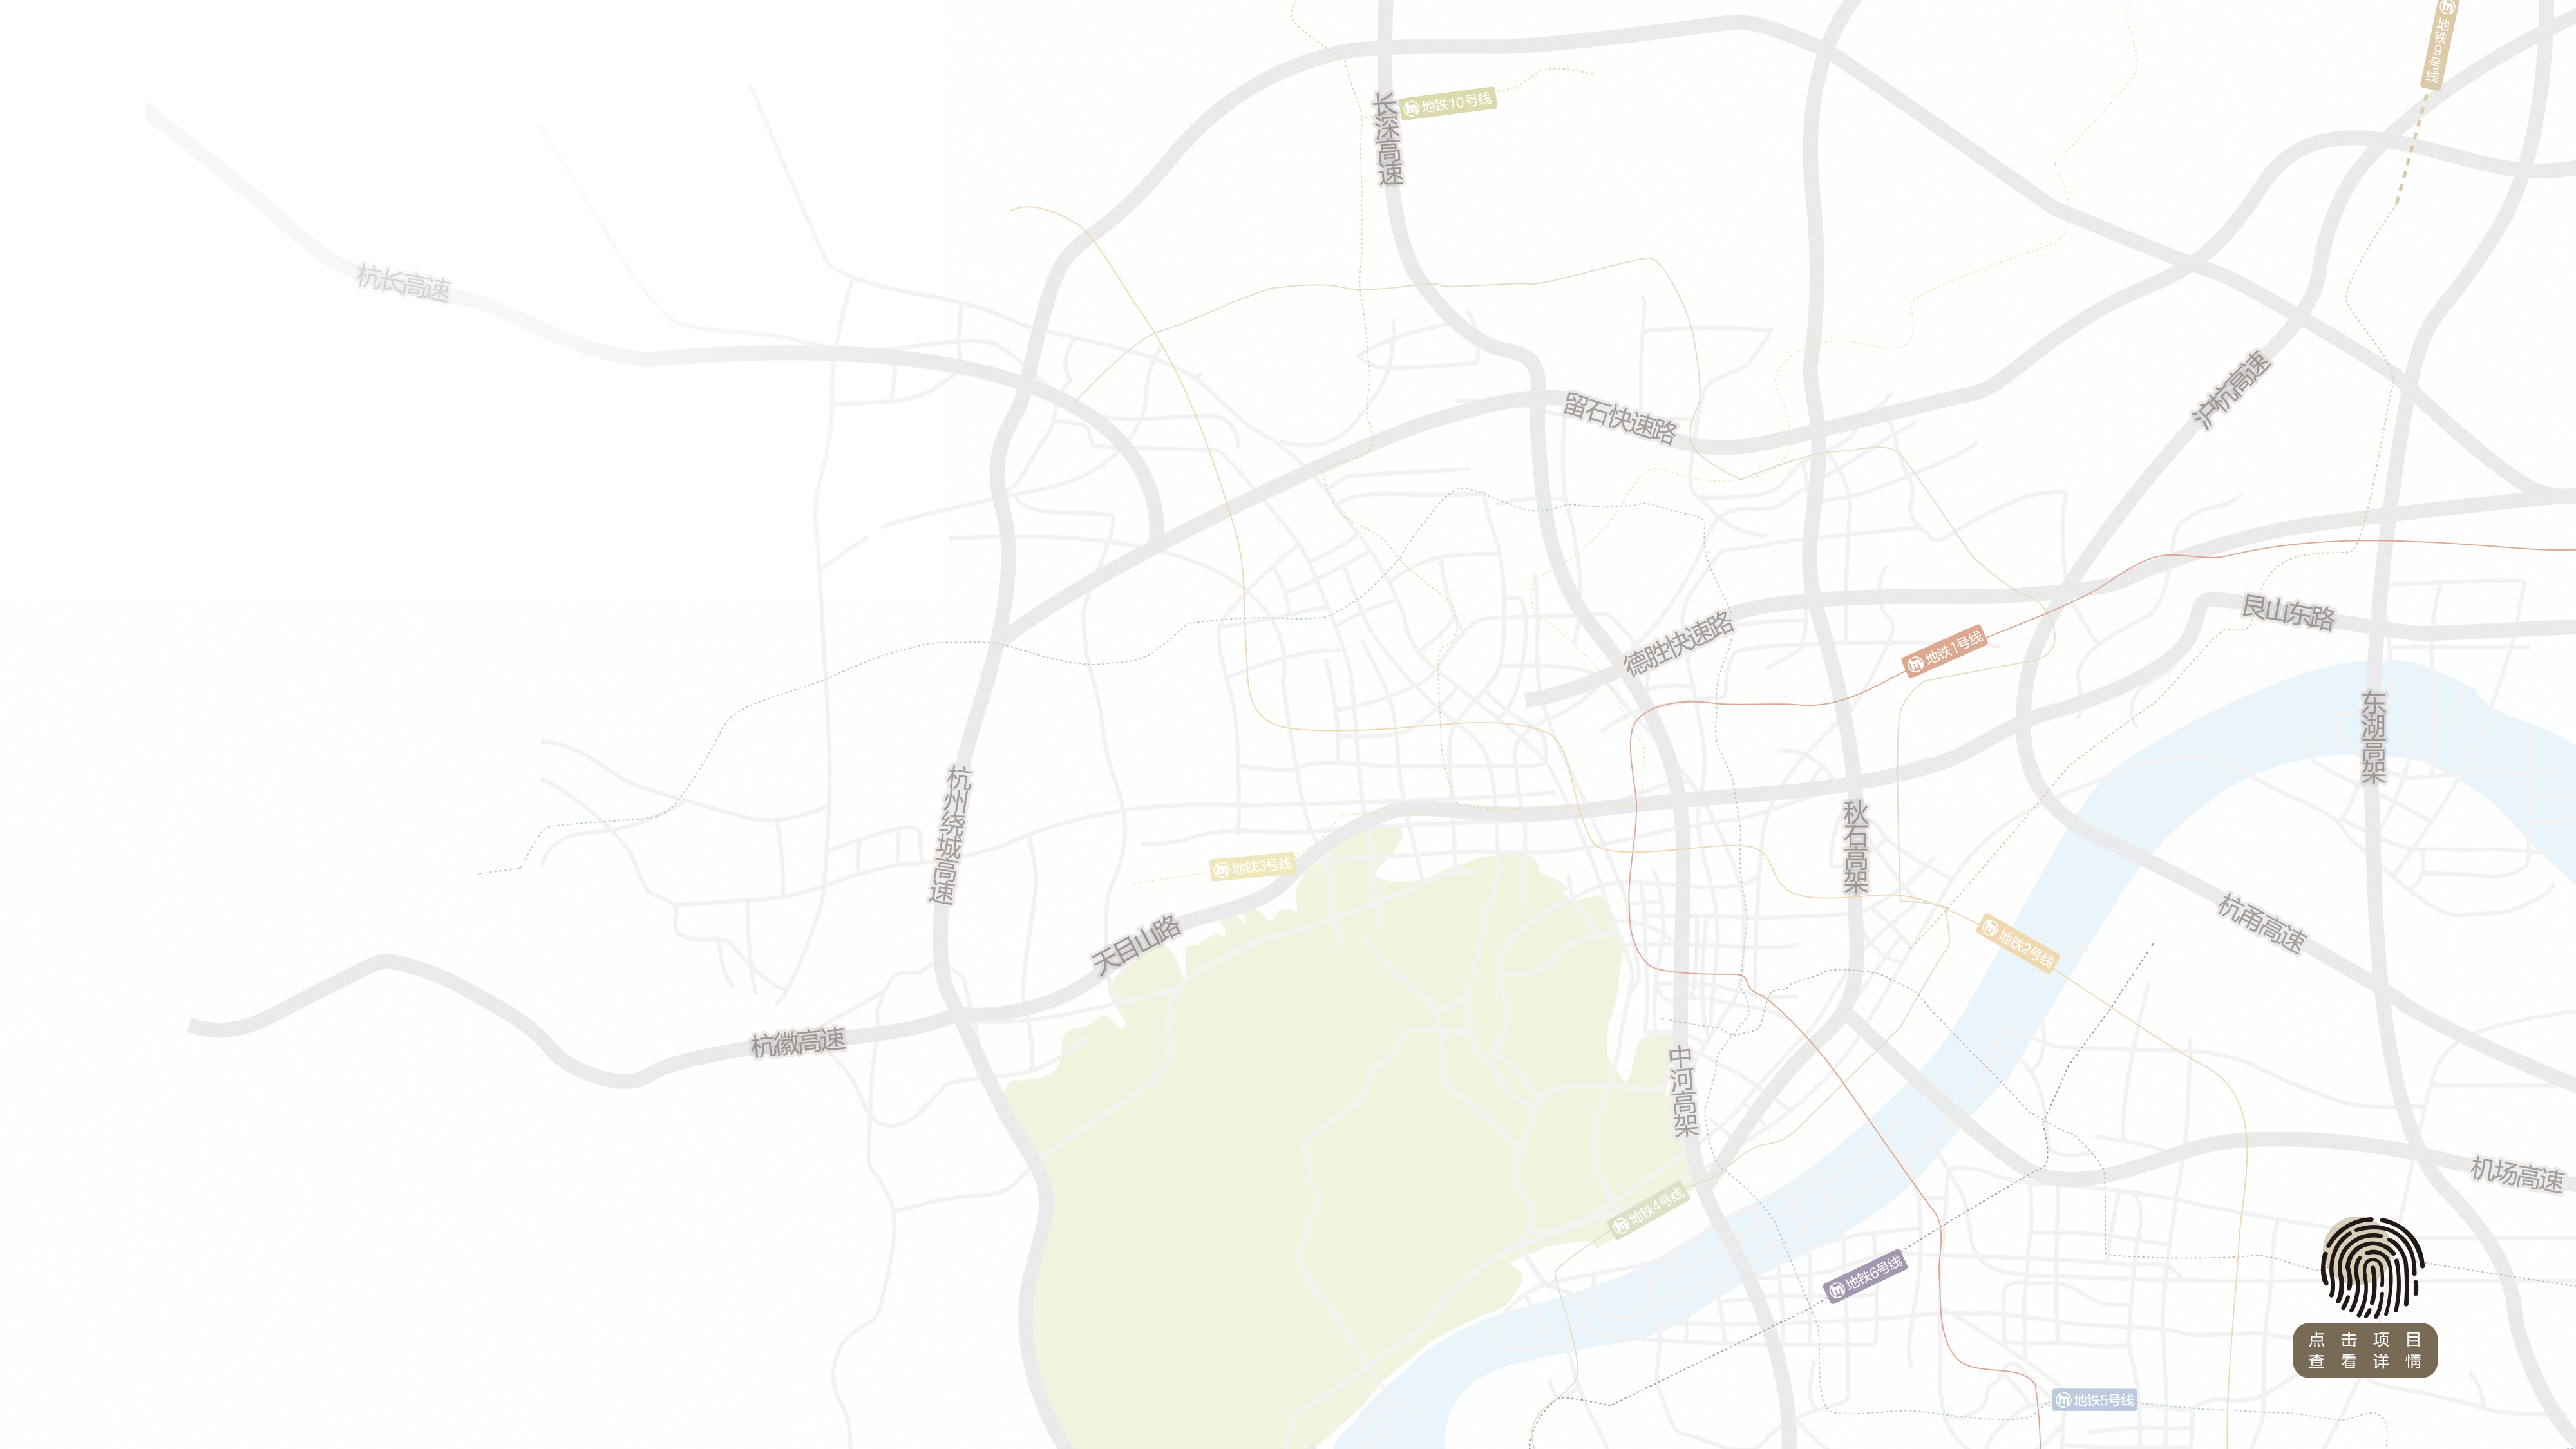 地铁9号线
地铁10号线
长深高速
杭长高速
沪杭高速
留石快速路
艮山东路
德胜快速路
地铁1号线
东湖高架
杭州绕城高速
秋石高架
地铁3号线
天目山路
杭甬高速
地铁2号线
杭徽高速
中河高架
机场高速
地铁4号线
地铁6号线
点击项目
查看详情
地铁5号线